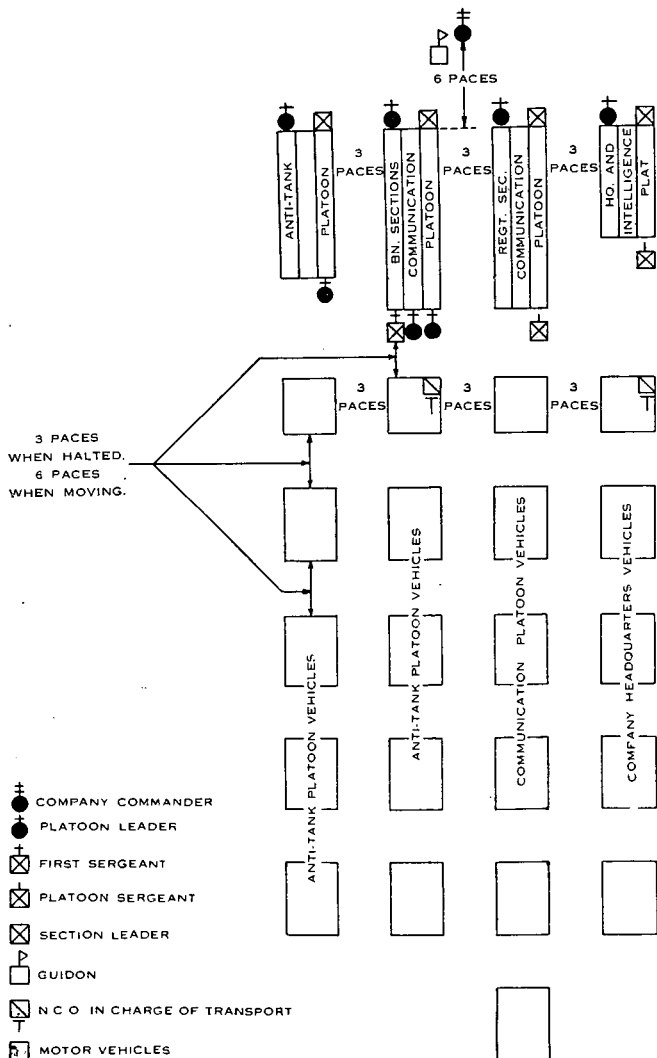 6 PACES
3
PACES
3
PACES
3
PACES
ANTI-TANK
PLATOON
BN. SECTIONS
COMMUNICATION
PLATOON
REGT. SEC.
COMMUNICATION
PLATOON
HQ. AND
INTELLIGENCE
PLAT
3
PACES
3
PACES
3
PACES
T
T
3 PACES
WHEN HALTED.
6 PACES
WHEN MOVING.
ANTI-TANK PLATOON VEHICLES
ANTI-TANK PLATOON VEHICLES
COMMUNICATION PLATOON VEHICLES
COMPANY HEADQUARTERS VEHICLES
COMPANY COMMANDER
PLATOON LEADER
FIRST SERGEANT
PLATOON SERGEANT
SECTION LEADER
GUIDON
N C O IN CHARGE OF TRANSPORT
T
MOTOR VEHICLES